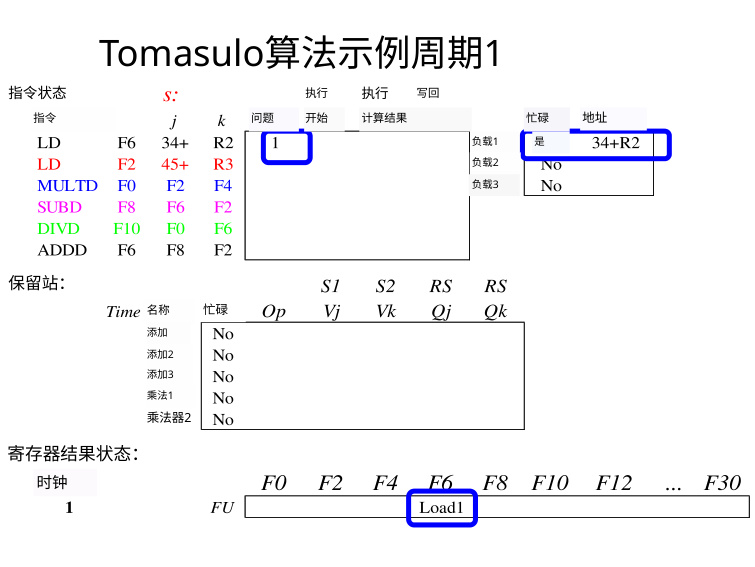 Tomasulo算法示例周期1
指令状态 s: 执行 执行 写回
指令 j k 问题 开始 计算结果 忙碌 地址
LD F6 34+ R2 1 负载1 是 34+R2
LD F2 45+ R3 负载2 No
MULTD F0 F2 F4 负载3 No
SUBD F8 F6 F2
DIVD F10 F0 F6
ADDD F6 F8 F2
保留站： S1 S2 RS RS
Time 名称 忙碌 Op Vj Vk Qj Qk
添加 No
添加2 No
添加3 No
乘法1 No
乘法器2 No
寄存器结果状态：
时钟 F0 F2 F4 F6 F8 F10 F12 ... F30
1 FU Load1